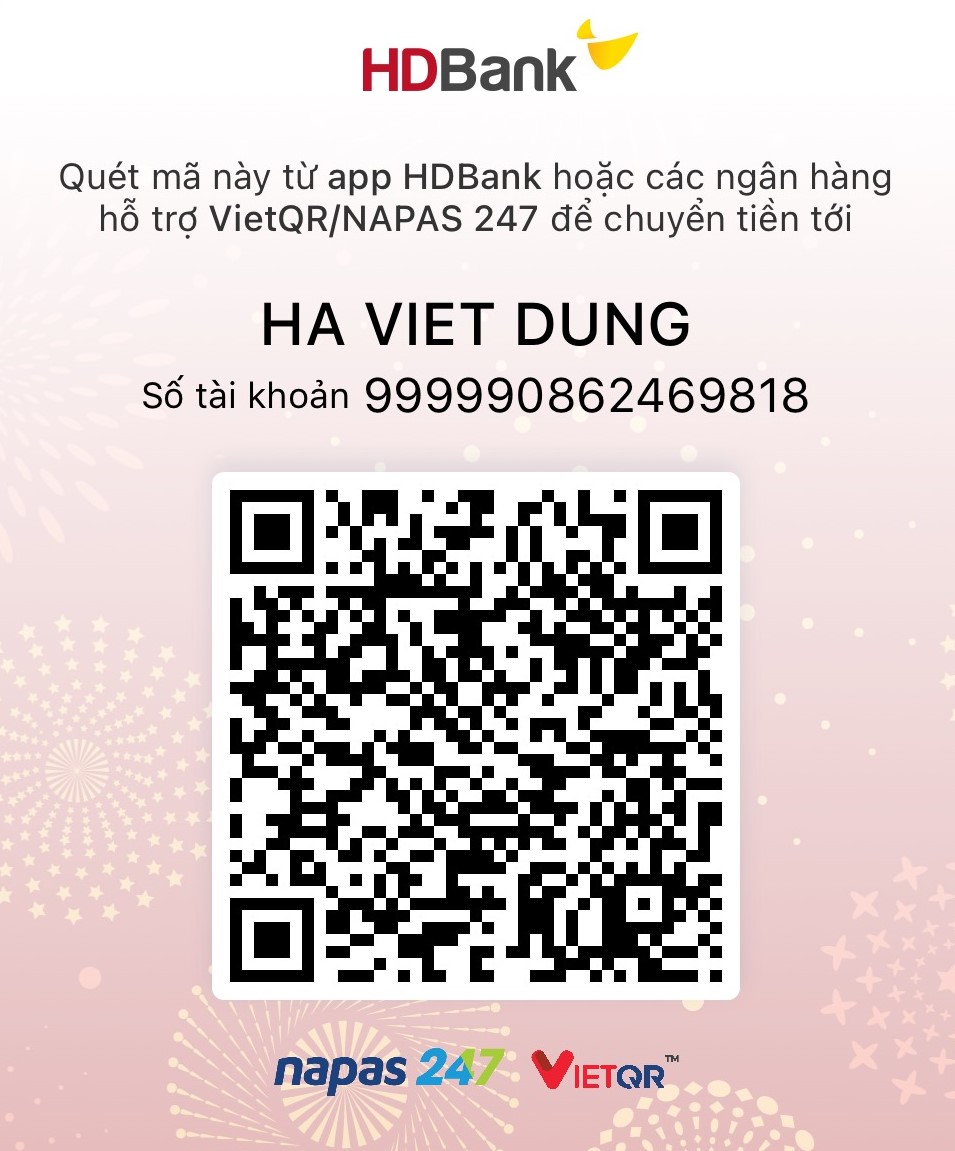 HDBank
Quét mã này từ app HDBank hoặc các ngân hàng
hỗ trợ VietQR/NAPAS 247 để chuyển tiền tới
HA VIET DUNG
Số tài khoản 999990862469818
napas 247 VIETQR™